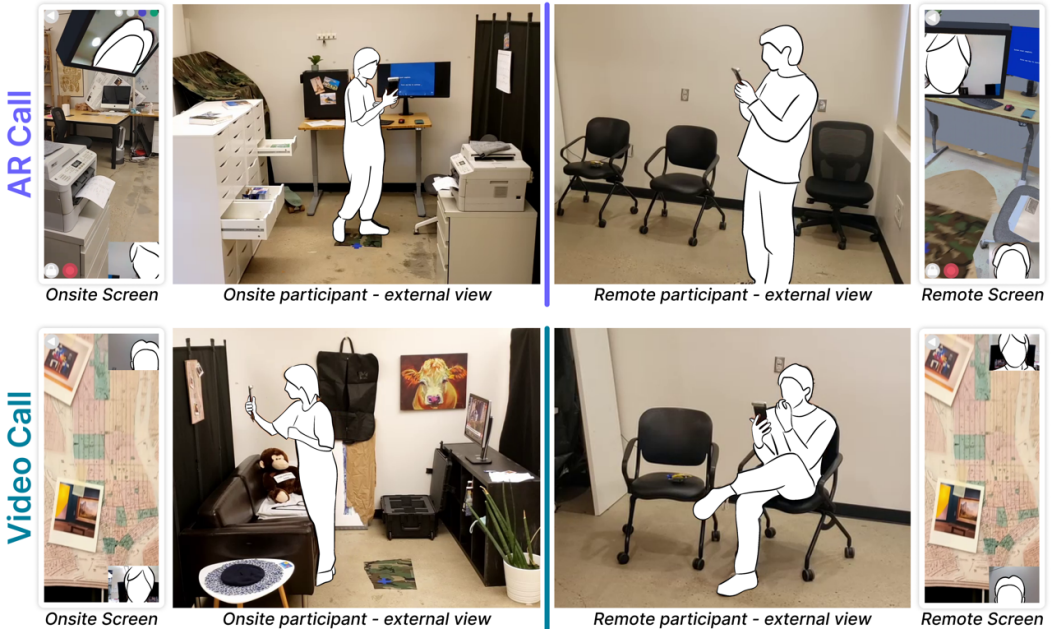 AR Call
Onsite Screen
Onsite participant - external view
Remote participant - external view
Remote Screen
Video Call
Onsite Screen
Onsite participant - external view
Remote participant - external view
Remote Screen